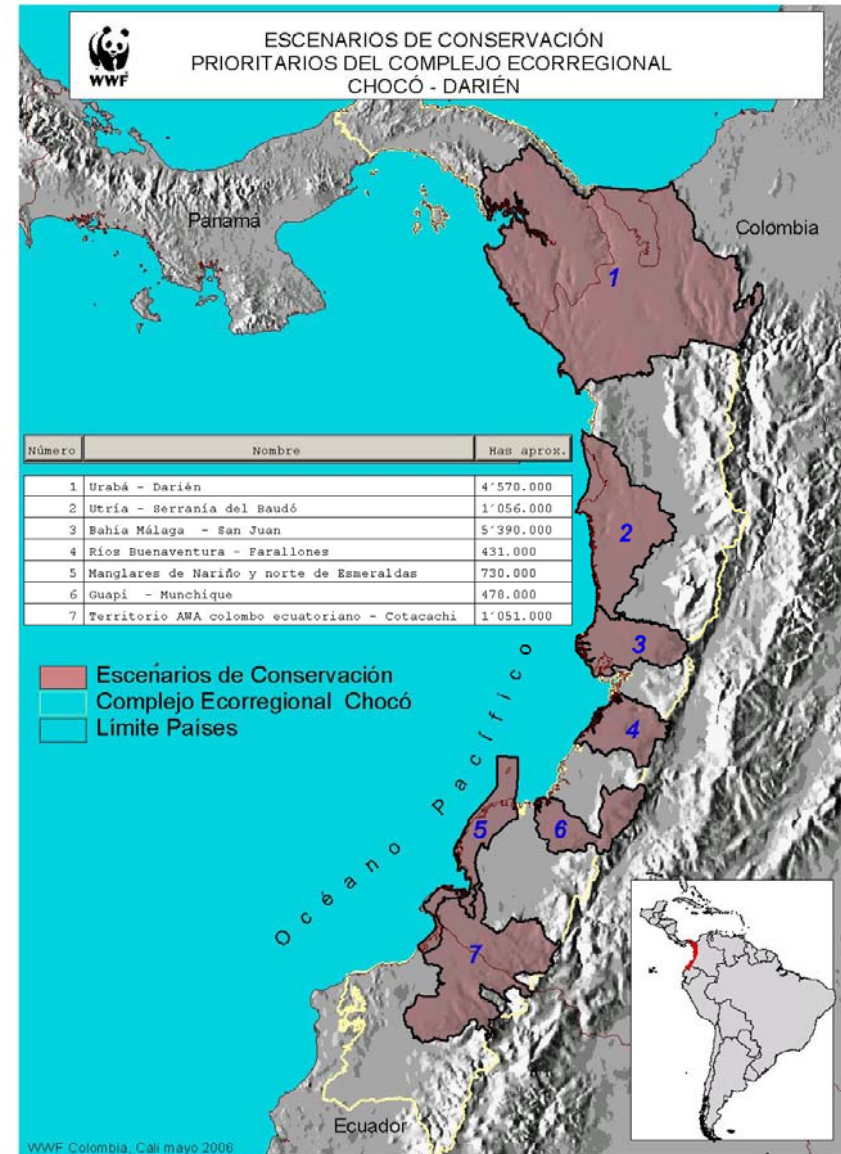 WWF
ESCENARIOS DE CONSERVACIÓN
PRIORITARIOS DEL COMPLEJO ECORREGIONAL
CHOCÓ - DARIÉN
Panamá
Colombia
1
Número Nombre Has aprox.
1 Urabá - Darién 4´570.000
2 Utría - Serranía del Baudó 1´056.000
3 Bahía Málaga - San Juan 5´390.000
4 Ríos Buenaventura - Farallones 431.000
5 Manglares de Nariño y norte de Esmeraldas 730.000
6 Guapi - Munchique 478.000
7 Territorio AWA colombo ecuatoriano - Cotacachi 1´051.000
2
3
Escenarios de Conservación
Complejo Ecorregional Chocó
Límite Países
4
5
6
Océano Pacífico
7
Ecuador
WWF Colombia, Cali mayo 2006